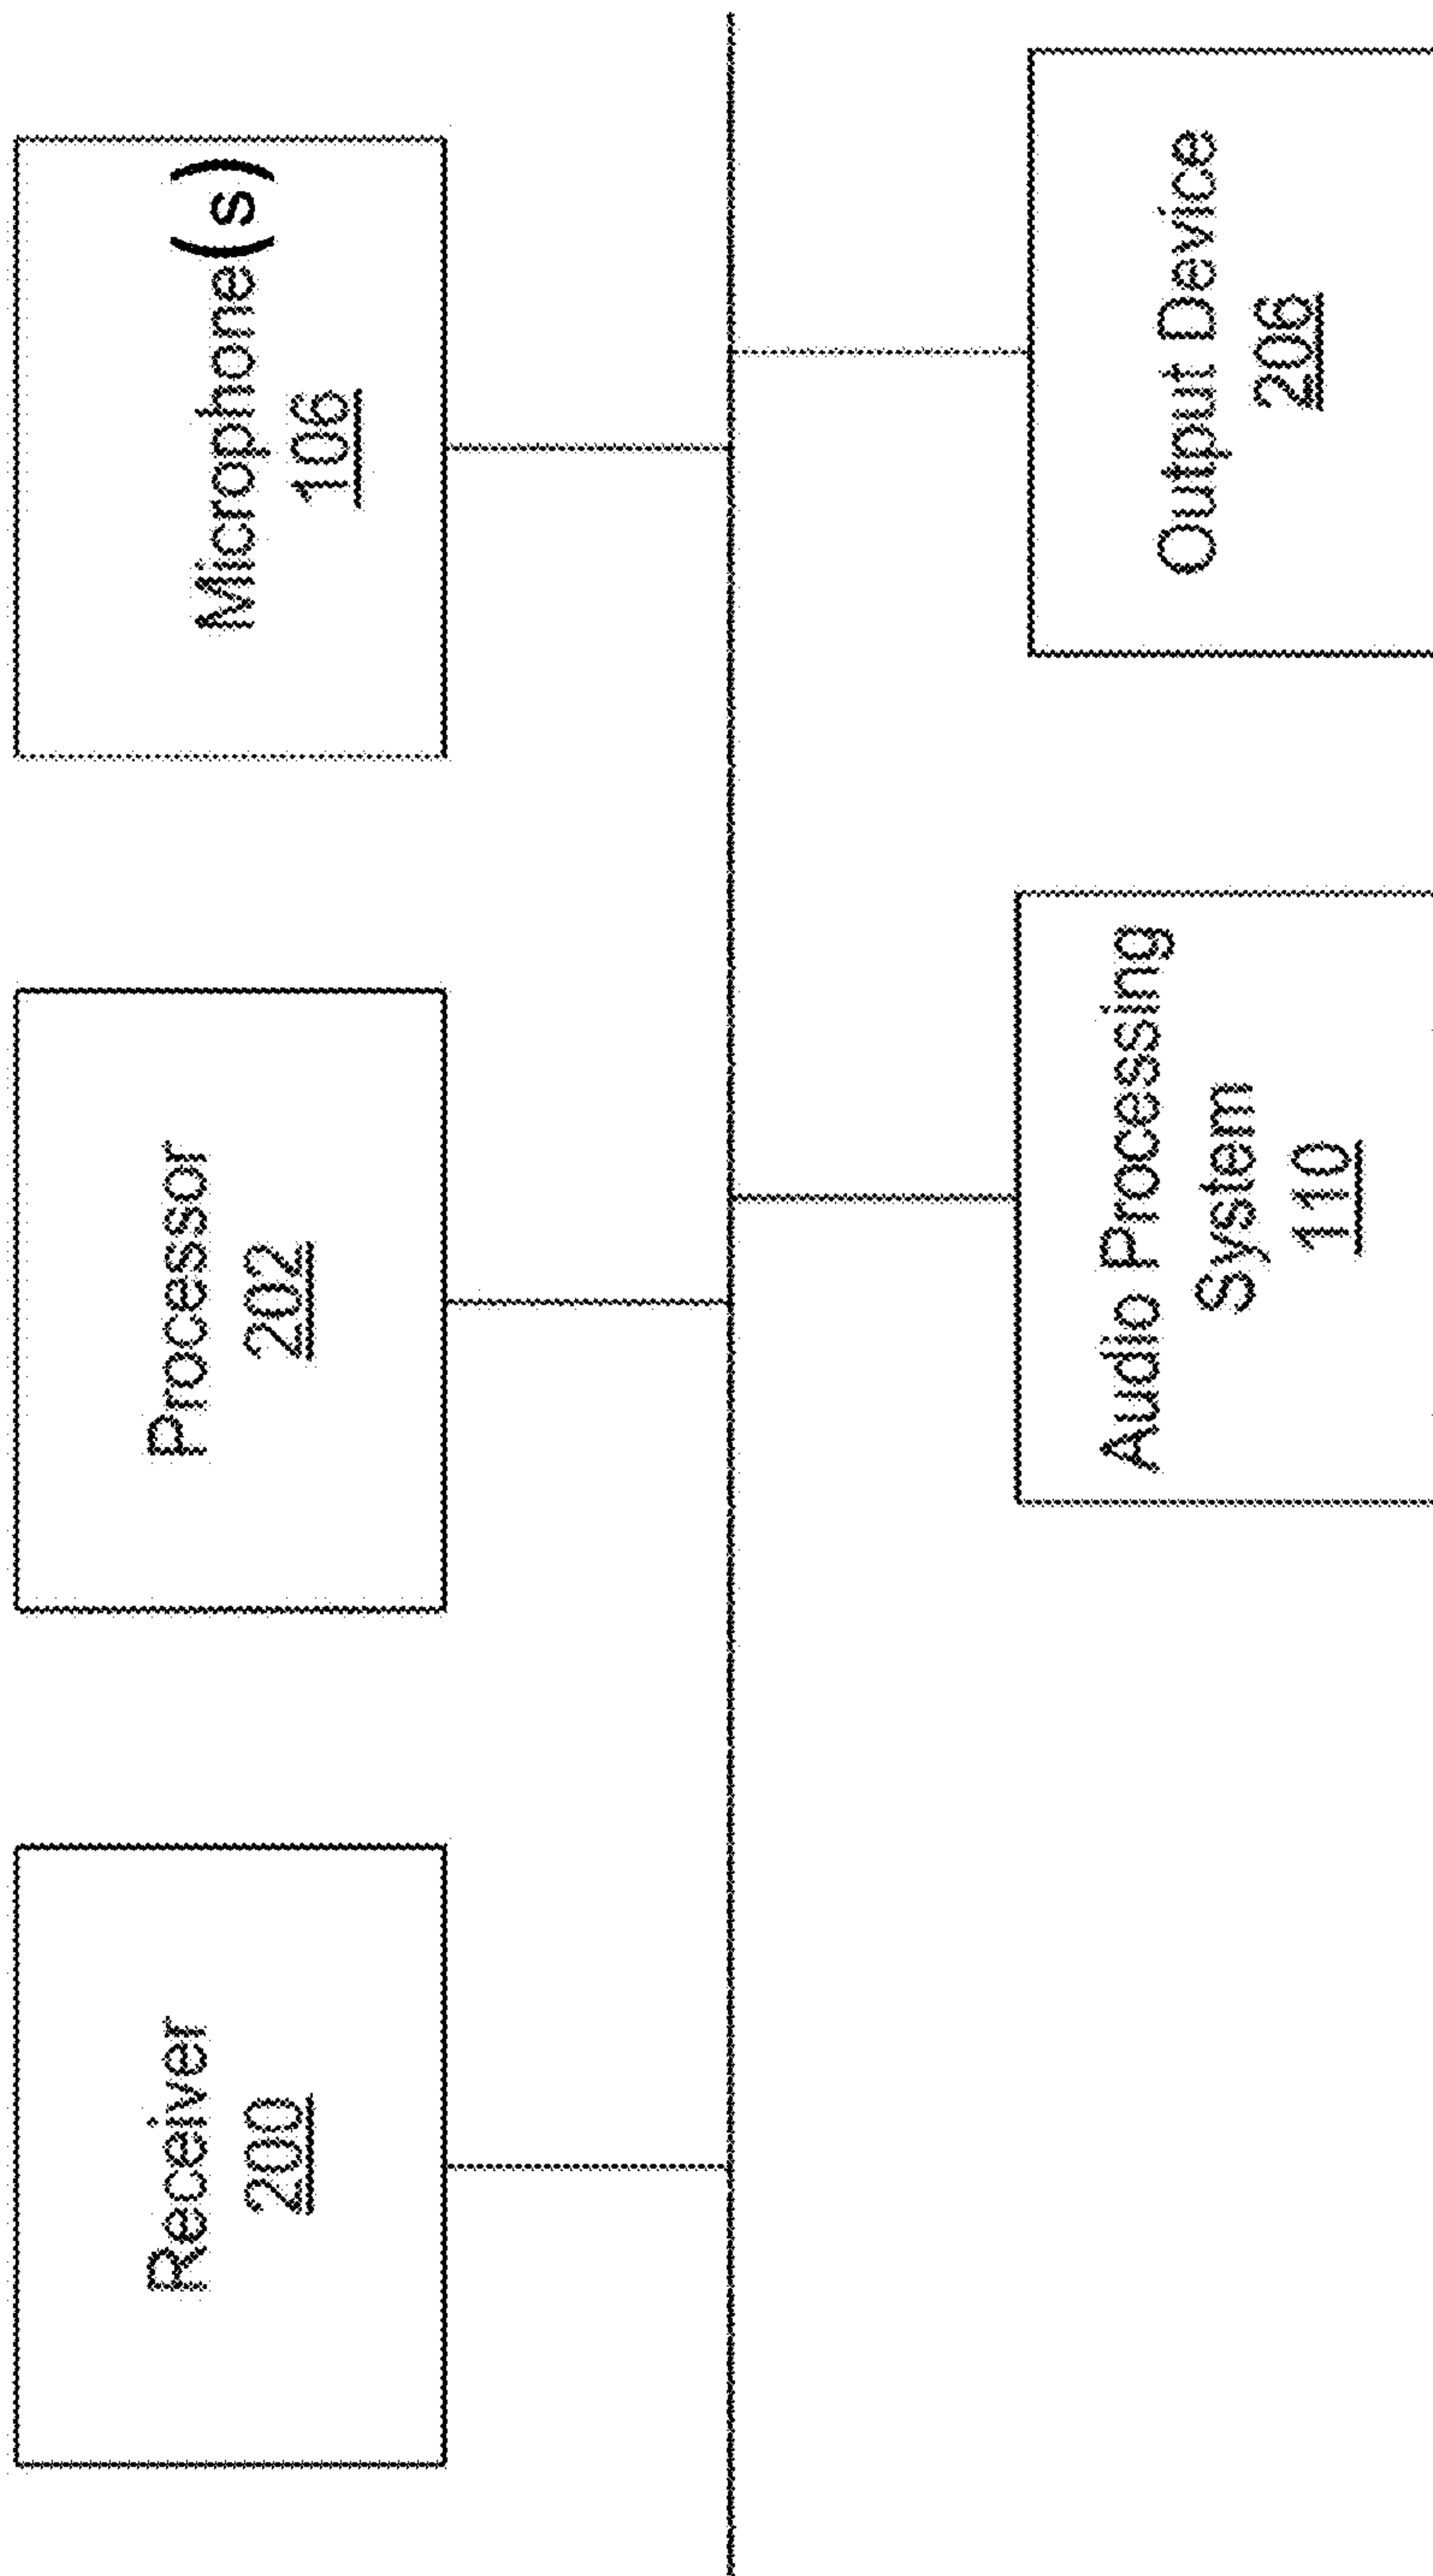 Receiver
200
Processor
202
Microphone(s)
106
Audio Processing
System
110
Output Device
206